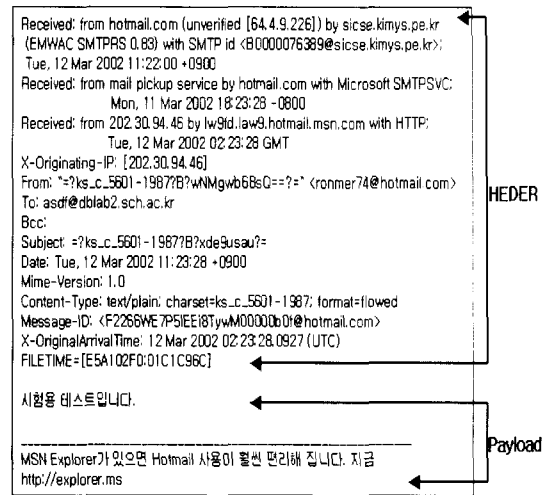 Received: from hotmail.com (unverified [64.4.9.226]) by sicse.kimys.pe.kr
(EMWAC SMTPRS 0.83) with SMTP id <B0000076389@sicse.kimys.pe.kr>;
Tue, 12 Mar 2002 11:22:00 +0900
Received: from mail pickup service by hotmail.com with Microsoft SMTPSVC;
Mon, 11 Mar 2002 18:23:28 -0800
Received: from 202.30.94.46 by lw9fd.law9.hotmail.msn.com with HTTP;
Tue, 12 Mar 2002 02:23:28 GMT
X-Originating-IP: [202.30.94.46]
From: "=?ks_c_5601-1987?B?wNMgwb6BsQ==?=" <ronmer74@hotmail.com>
To: asdf@dblab2.sch.ac.kr
Bcc:
Subject: =?ks_c_5601-1987?B?xde9usau?=
Date: Tue, 12 Mar 2002 11:23:28 +0900
Mime-Version: 1.0
Content-Type: text/plain; charset=ks_c_5601-1987; format=flowed
Message-ID: <F2266WE7P5IEEi8TywM00000b0f@hotmail.com>
X-OriginalArrivalTime: 12 Mar 2002 02:23:28.0927 (UTC)
FILETIME=[E5A102F0:01C1C96C]
HEDER
시험용 테스트입니다.
MSN Explorer가 있으면 Hotmail 사용이 훨씬 편리해 집니다. 지금
http://explorer.ms
Payload